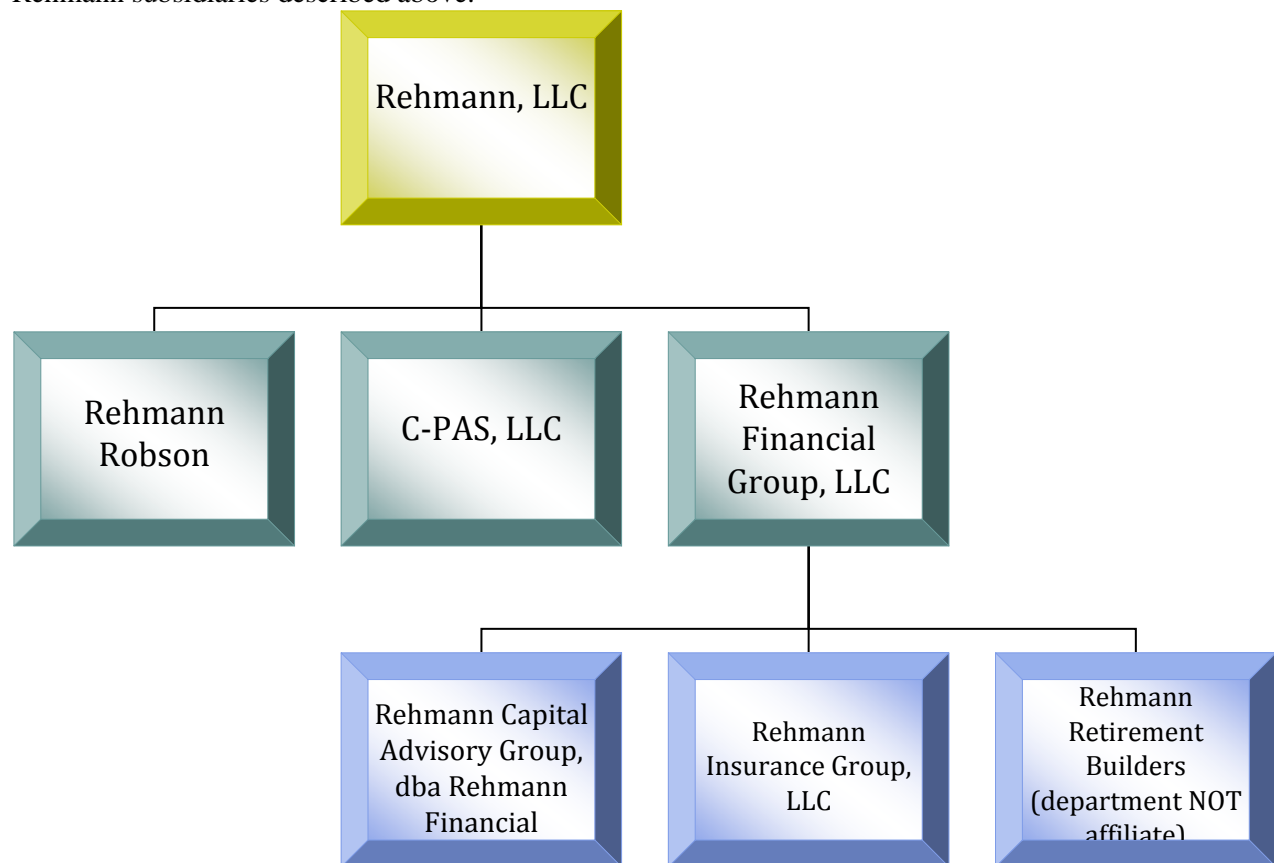 Rehmann subsidiaries described above.
Rehmann, LLC
Rehmann
Robson
C-PAS, LLC
Rehmann
Financial
Group, LLC
Rehmann Capital
Advisory Group,
dba Rehmann
Financial
Rehmann
Insurance Group,
LLC
Rehmann
Retirement
Builders
(department NOT
affiliate)